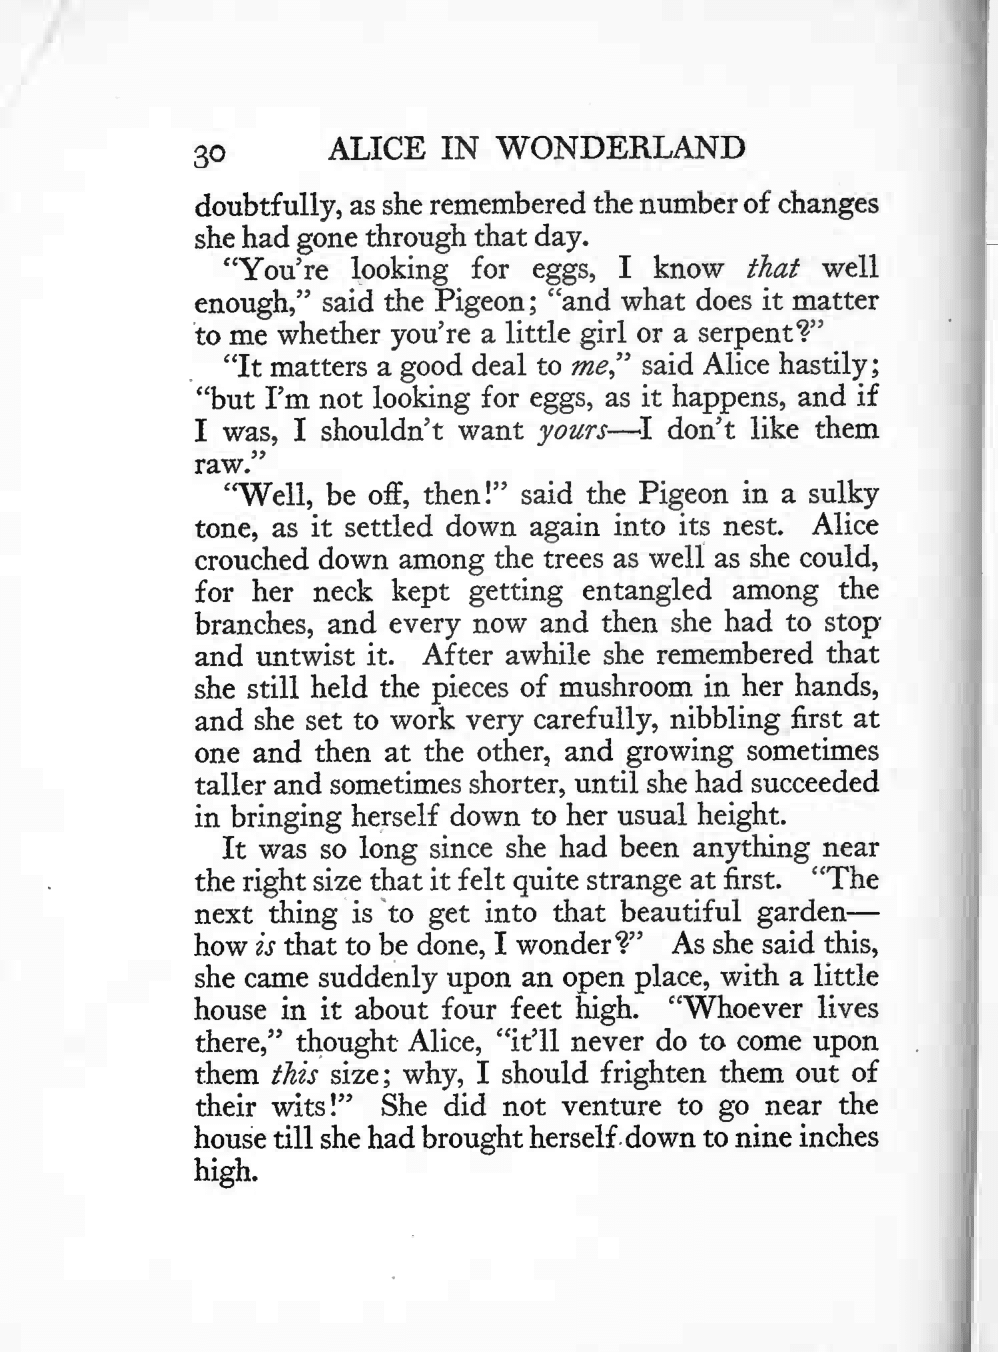 30 ALICE IN WONDERLAND
doubtfully, as she remembered the number of changes
she had gone through that day.
“You’re looking for eggs, I know that well
enough,” said the Pigeon; “and what does it matter
to me whether you’re a little girl or a serpent?”
“It matters a good deal to me,” said Alice hastily;
“but I’m not looking for eggs, as it happens, and if
I was, I shouldn’t want yours—I don’t like them
raw.”
“Well, be off, then!” said the Pigeon in a sulky
tone, as it settled down again into its nest. Alice
crouched down among the trees as well as she could,
for her neck kept getting entangled among the
branches, and every now and then she had to stop
and untwist it. After awhile she remembered that
she still held the pieces of mushroom in her hands,
and she set to work very carefully, nibbling first at
one and then at the other, and growing sometimes
taller and sometimes shorter, until she had succeeded
in bringing herself down to her usual height.
It was so long since she had been anything near
the right size that it felt quite strange at first. “The
next thing is to get into that beautiful garden—
how is that to be done, I wonder?” As she said this,
she came suddenly upon an open place, with a little
house in it about four feet high. “Whoever lives
there,” thought Alice, “it’ll never do to come upon
them this size; why, I should frighten them out of
their wits!” She did not venture to go near the
house till she had brought herself down to nine inches
high.